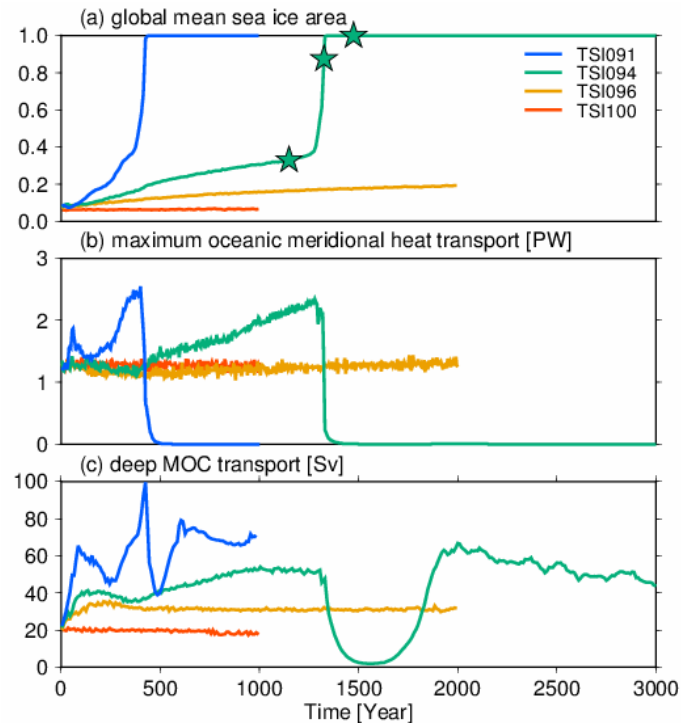 (a) global mean sea ice area
1.0
0.8
0.6
0.4
0.2
0.0
TSI091
TSI094
TSI096
TSI100
(b) maximum oceanic meridional heat transport [PW]
3
2
1
0
(c) deep MOC transport [Sv]
100
80
60
40
20
0
0 500 1000 1500 2000 2500 3000
Time [Year]